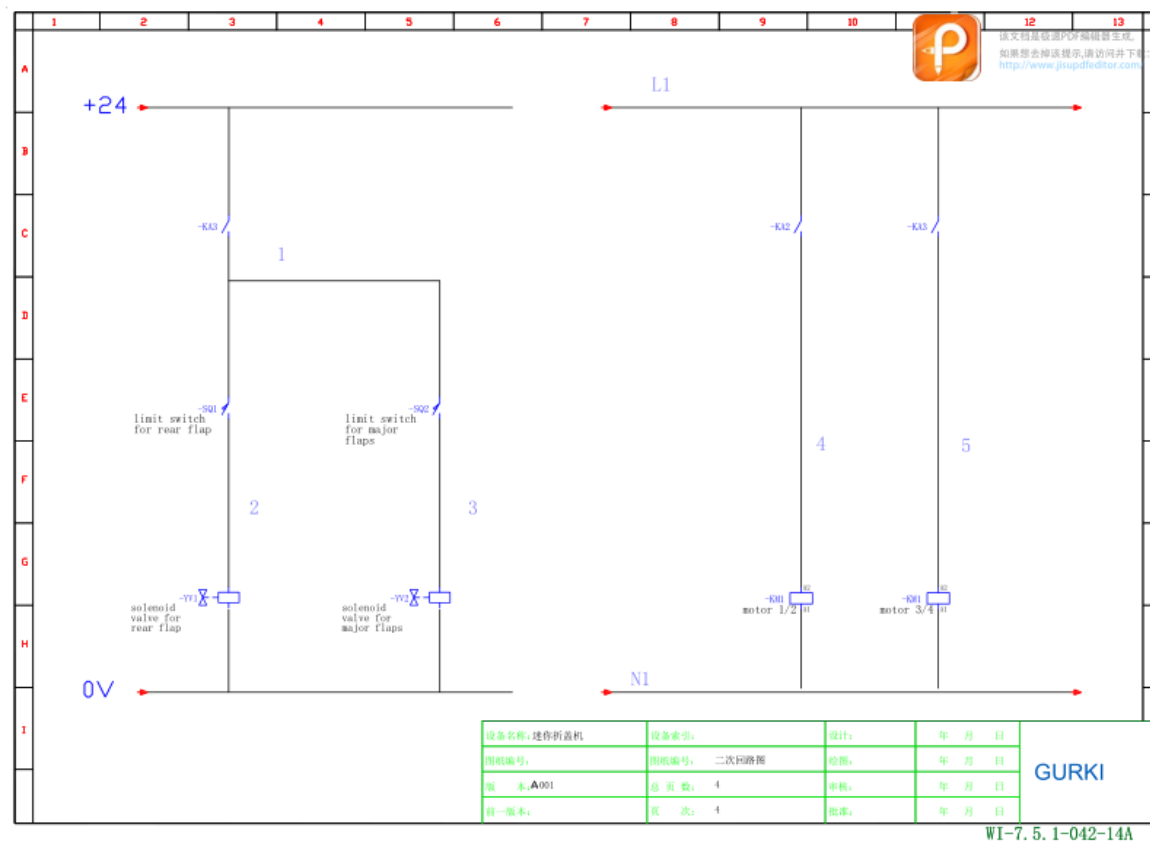 1 2 3 4 5 6 7 8 9 10 12 13
该文档是极速PDF编辑器生成,
如果想去掉该提示,请访问并下载:
http://www.jisupdfeditor.com/
A
B
C
D
E
F
G
H
I
+24
L1
-KA3
-KA2
-KA3
1
-SQ1
limit switch
for rear flap
-SQ2
limit switch
for major
flaps
4
5
2
3
-YV1
solenoid
valve for
rear flap
-YV2
solenoid
valve for
major flaps
A2
-KM1
motor 1/2
A1
A2
-KM1
motor 3/4
A1
0V
N1
设备名称: 迷你折盖机 设备索引: 设计: 年 月 日
图纸编号: 图纸编号: 二次回路图 绘图: 年 月 日
版 本: A001 总 页 数: 4 审核: 年 月 日
前一版本: 页 次: 4 批准: 年 月 日
GURKI
WI-7.5.1-042-14A